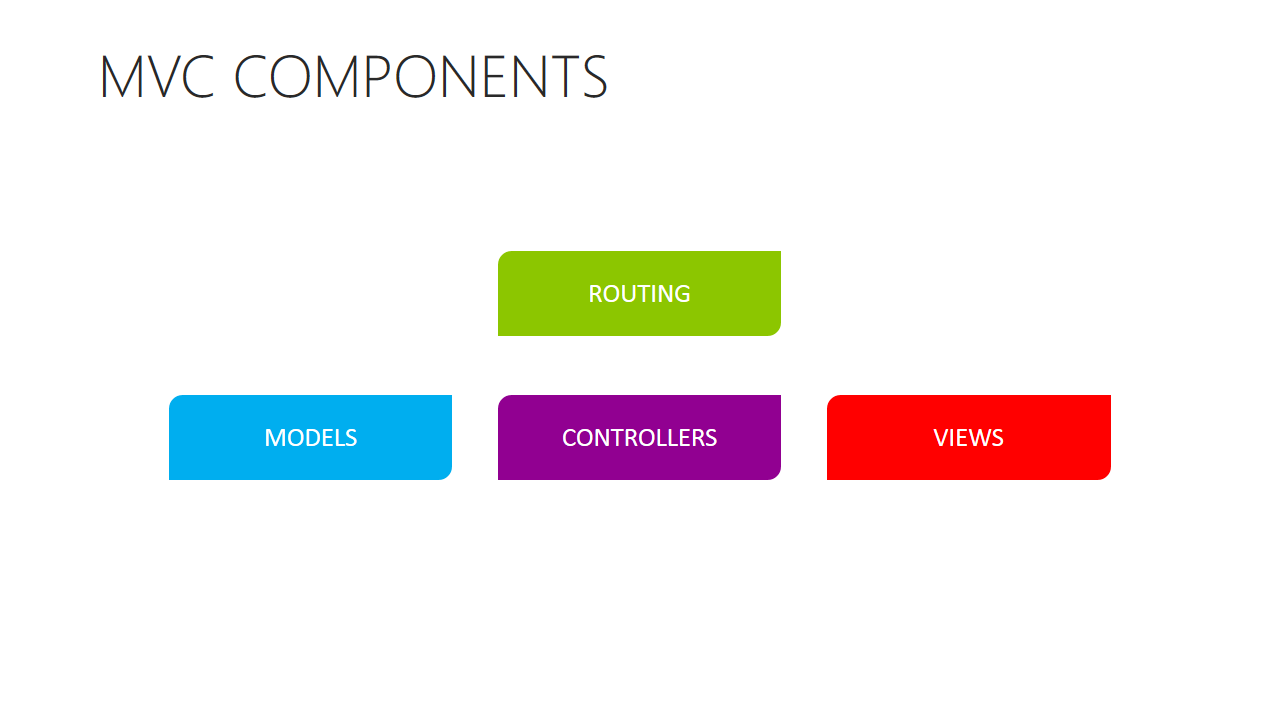 MVC COMPONENTS
ROUTING
MODELS
CONTROLLERS
VIEWS